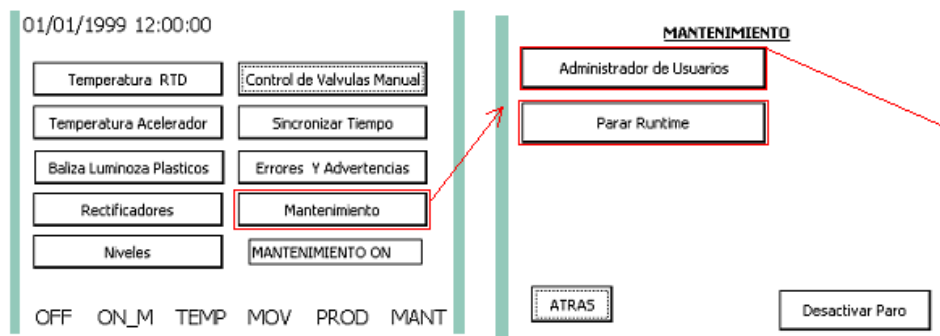 01/01/1999 12:00:00
Temperatura RTD
Control de Valvulas Manual
Temperatura Acelerador
Sincronizar Tiempo
Baliza Luminoza Plasticos
Errores Y Advertencias
Rectificadores
Mantenimiento
Niveles
MANTENIMIENTO ON
OFF ON_M TEMP MOV PROD MANT
MANTENIMIENTO
Administrador de Usuarios
Parar Runtime
ATRAS
Desactivar Paro